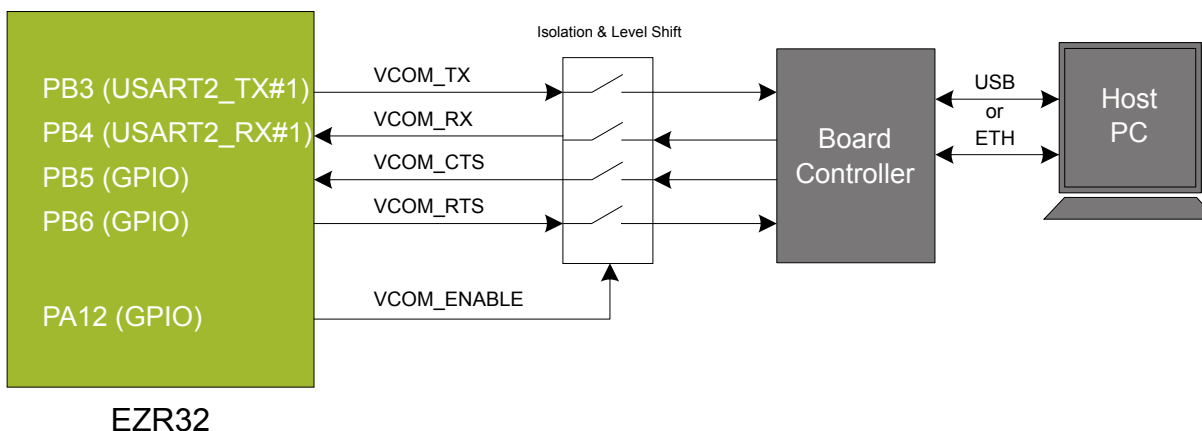 Isolation & Level Shift
PB3 (USART2_TX#1)
VCOM_TX
PB4 (USART2_RX#1)
VCOM_RX
PB5 (GPIO)
VCOM_CTS
PB6 (GPIO)
VCOM_RTS
PA12 (GPIO)
VCOM_ENABLE
Board
Controller
USB
or
ETH
Host
PC
EZR32